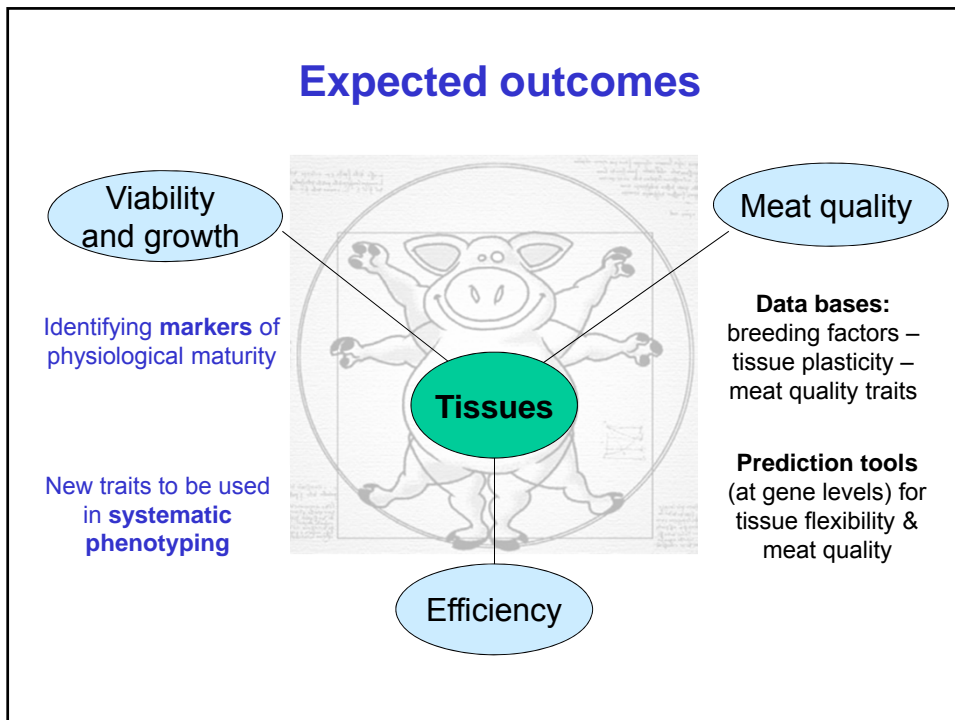 Expected outcomes
Viability
and growth
Meat quality
Identifying markers of
physiological maturity
Data bases:
breeding factors –
tissue plasticity –
meat quality traits
Tissues
New traits to be used
in systematic
phenotyping
Prediction tools
(at gene levels) for
tissue flexibility &
meat quality
Efficiency